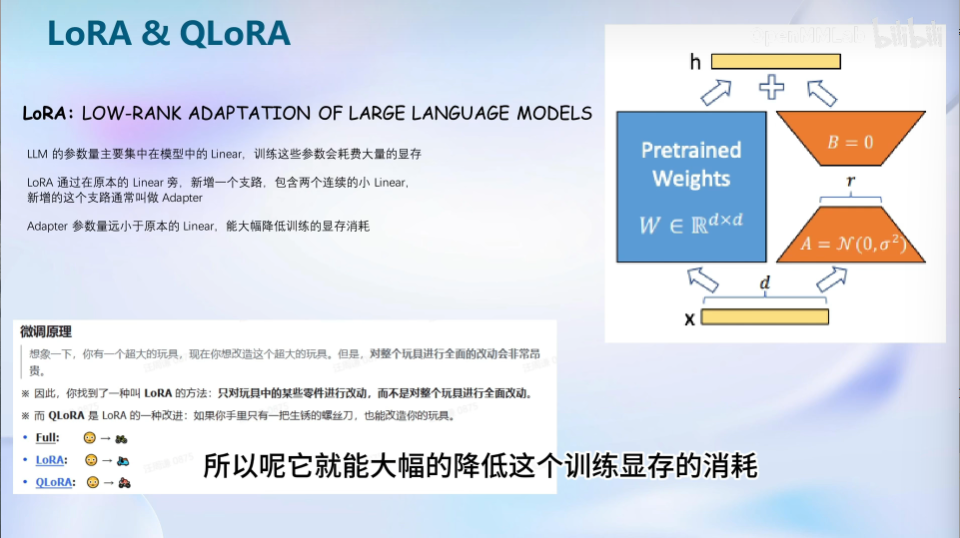 LoRA & QLoRA
LoRA: LOW-RANK ADAPTATION OF LARGE LANGUAGE MODELS
LLM 的参数量主要集中在模型中的 Linear，训练这些参数会耗费大量的显存
LoRA 通过在原本的 Linear 旁，新增一个支路，包含两个连续的小 Linear，
新增的这个支路通常叫做 Adapter
Adapter 参数量远小于原本的 Linear，能大幅降低训练的显存消耗
bilibili
h
Pretrained
Weights
W ∈ ℝ^{d×d}
B = 0
r
A = 𝒩(0,σ²)
d
x
微调原理
想象一下，你有一个超大的玩具，现在你想改造这个超大的玩具。但是，对整个玩具进行全面的改动会非常昂
贵。
※ 因此，你找到了一种叫 LoRA 的方法：只对玩具中的某些零件进行改动，而不是对整个玩具进行全面改动。
※ 而 QLoRA 是 LoRA 的一种改进：如果你手里只有一把生锈的螺丝刀，也能改造你的玩具。
• Full: 😳 → 🚲
• LoRA: 😳 → 🛵
• QLoRA: 😳 → 🏍
所以呢它就能大幅的降低这个训练显存的消耗